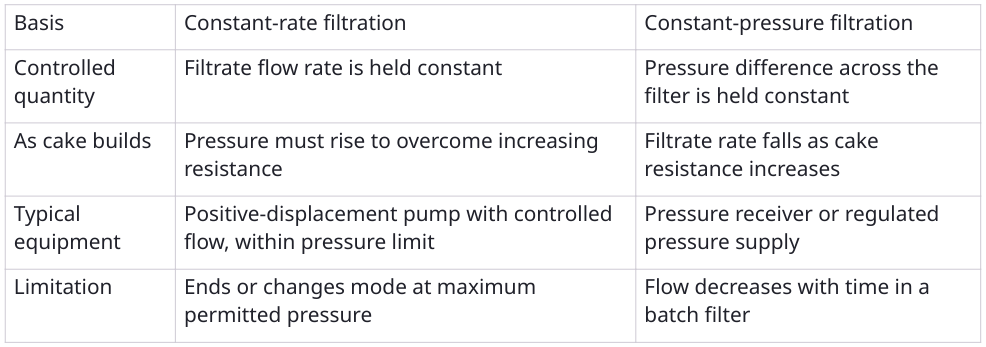 Basis
Constant-rate filtration
Constant-pressure filtration
Controlled
quantity
Filtrate flow rate is held constant
Pressure difference across the
filter is held constant
As cake builds
Pressure must rise to overcome increasing
resistance
Filtrate rate falls as cake
resistance increases
Typical
equipment
Positive-displacement pump with controlled
flow, within pressure limit
Pressure receiver or regulated
pressure supply
Limitation
Ends or changes mode at maximum
permitted pressure
Flow decreases with time in a
batch filter